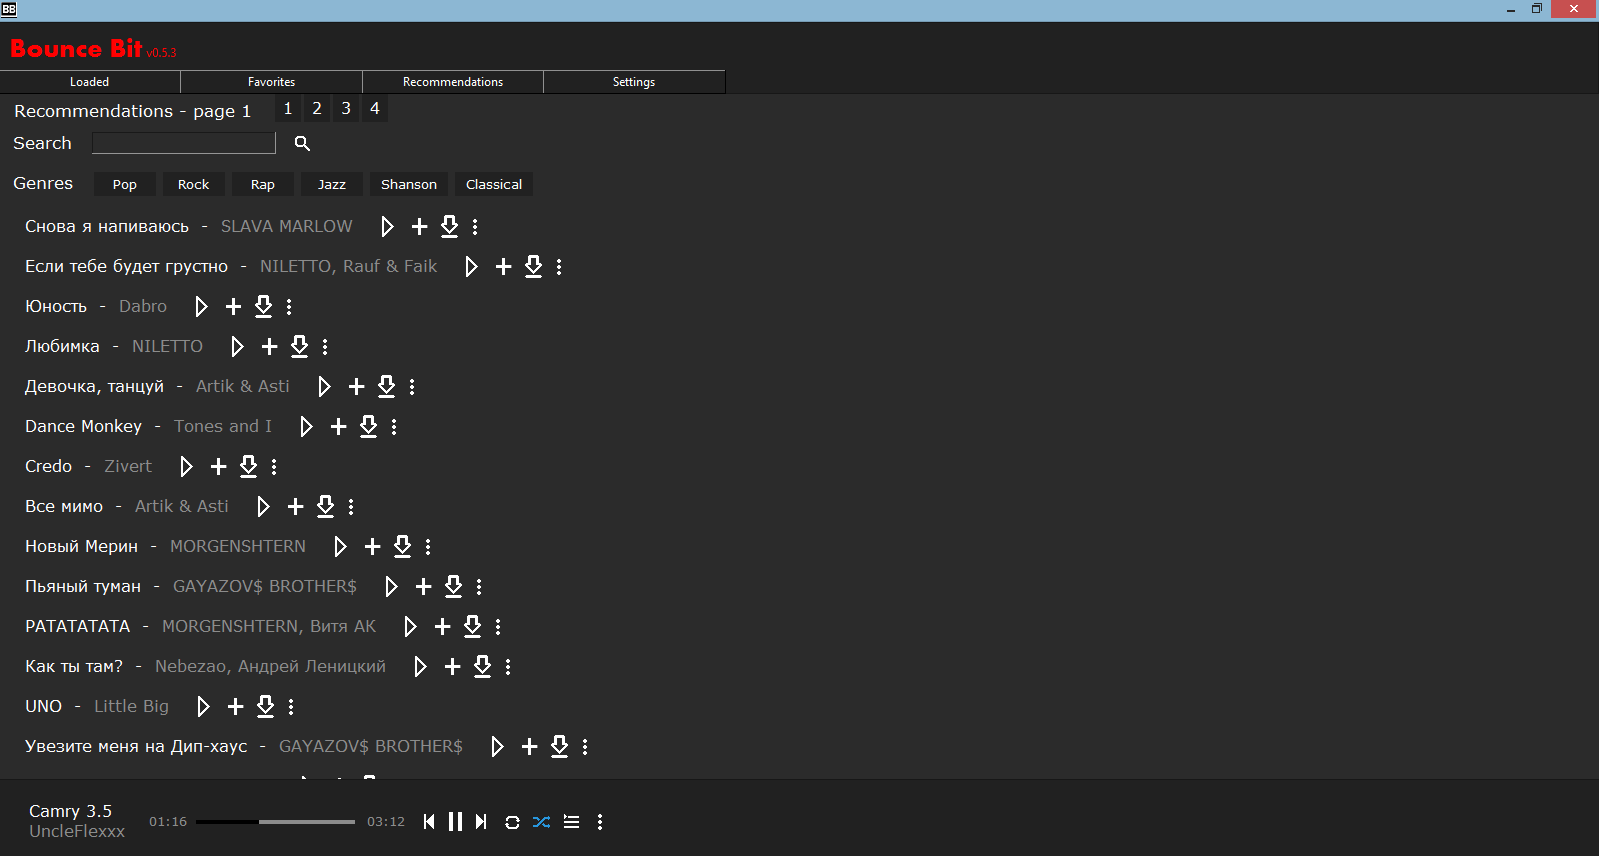 BB
Bounce Bit v0.5.3
Loaded Favorites Recommendations Settings
Recommendations - page 1 1 2 3 4
Search
Genres Pop Rock Rap Jazz Shanson Classical
Снова я напиваюсь - SLAVA MARLOW
Если тебе будет грустно - NILETTO, Rauf & Faik
Юность - Dabro
Любимка - NILETTO
Девочка, танцуй - Artik & Asti
Dance Monkey - Tones and I
Credo - Zivert
Все мимо - Artik & Asti
Новый Мерин - MORGENSHTERN
Пьяный туман - GAYAZOV$ BROTHER$
РАТАТАТАТА - MORGENSHTERN, Витя АК
Как ты там? - Nebezao, Андрей Леницкий
UNO - Little Big
Увезите меня на Дип-хаус - GAYAZOV$ BROTHER$
Camry 3.5
UncleFlexxx
01:16 03:12